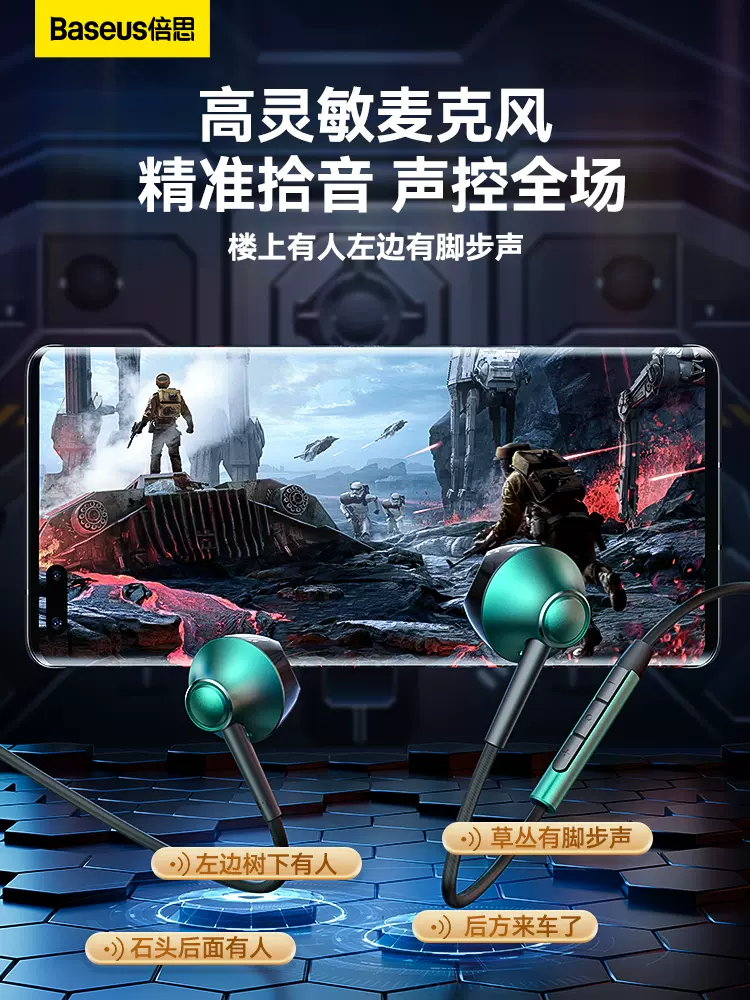 Baseus倍思
高灵敏麦克风
精准拾音 声控全场
楼上有人左边有脚步声
草丛有脚步声
左边树下有人
后方来车了
石头后面有人